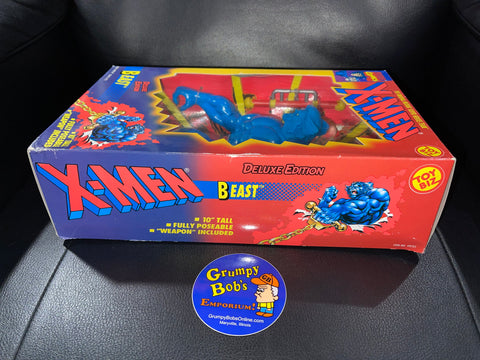 BEAST
X-MEN
X-MEN
DELUXE EDITION
BEAST
10" TALL
FULLY POSEABLE
"WEAPON" INCLUDED
TOY BIZ
Grumpy
Bob's
EMPORIUM!
GrumpyBobsOnline.com
Maryville, Illinois